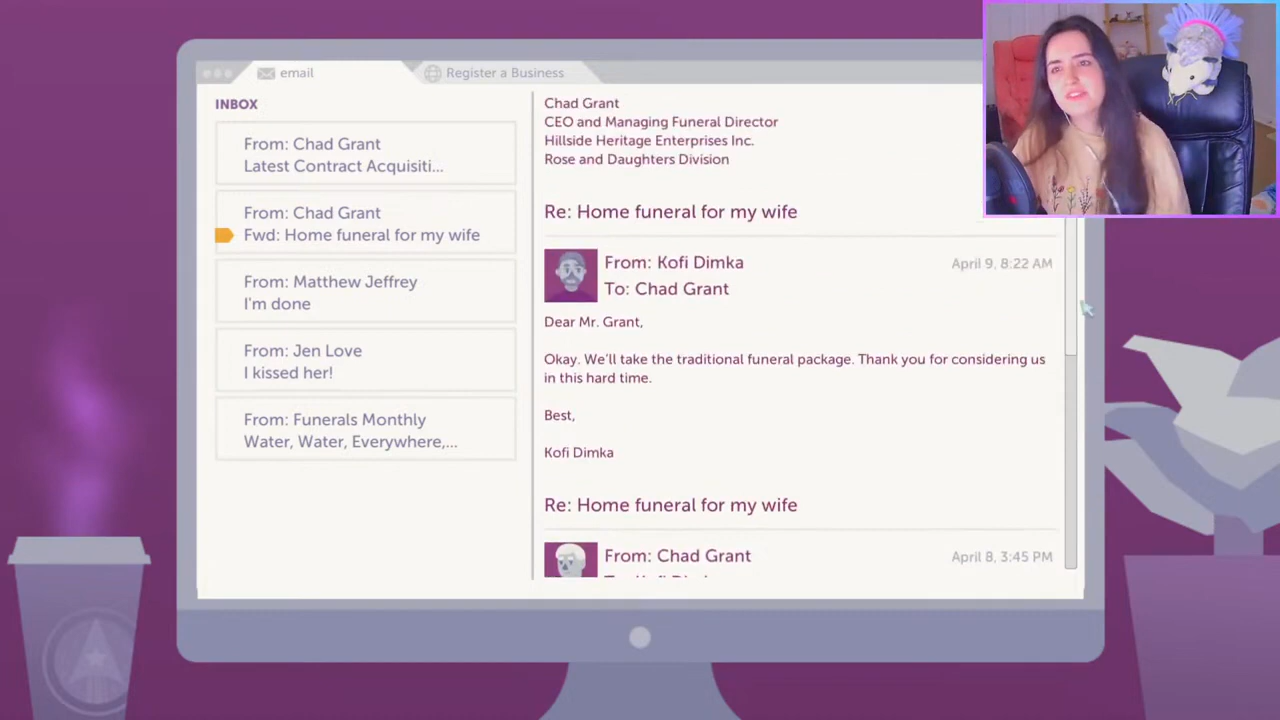 email
Register a Business
INBOX
From: Chad Grant
Latest Contract Acquisiti...
From: Chad Grant
Fwd: Home funeral for my wife
From: Matthew Jeffrey
I'm done
From: Jen Love
I kissed her!
From: Funerals Monthly
Water, Water, Everywhere,...
Chad Grant
CEO and Managing Funeral Director
Hillside Heritage Enterprises Inc.
Rose and Daughters Division
Re: Home funeral for my wife
From: Kofi Dimka
April 9, 8:22 AM
To: Chad Grant
Dear Mr. Grant,
Okay. We'll take the traditional funeral package. Thank you for considering us
in this hard time.
Best,
Kofi Dimka
Re: Home funeral for my wife
From: Chad Grant
April 8, 3:45 PM